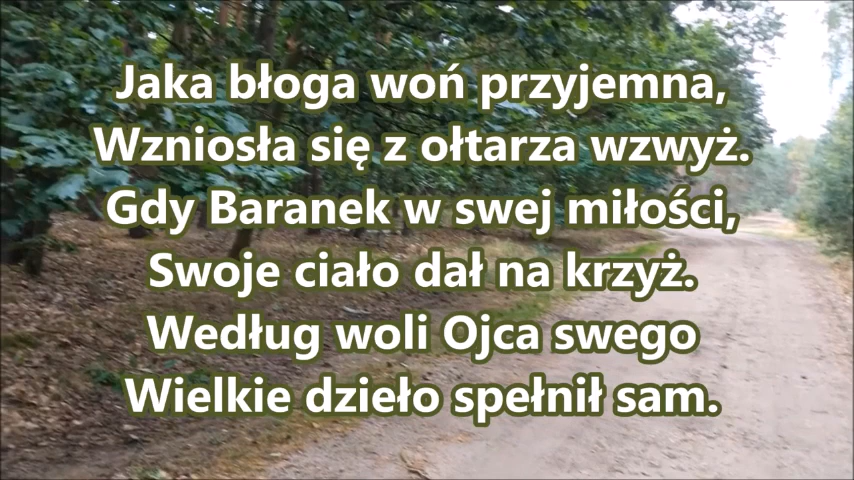 Jaka błoga woń przyjemna,
Wzniosła się z ołtarza wzwyż.
Gdy Baranek w swej miłości,
Swoje ciało dał na krzyż.
Według woli Ojca swego
Wielkie dzieło spełnił sam.